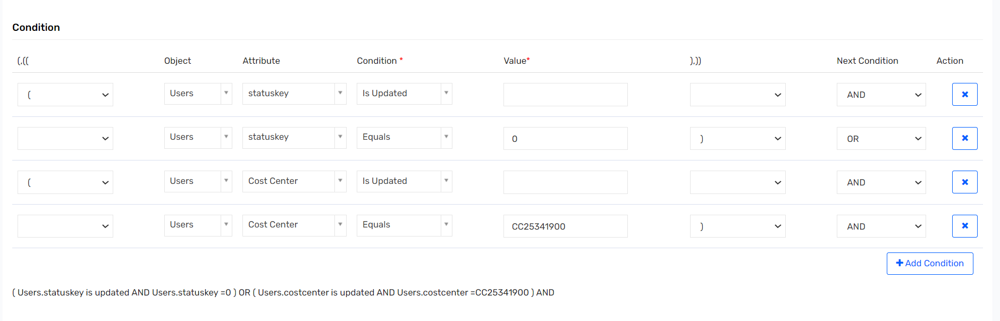 Condition
(,(( Object Attribute Condition * Value* ),)) Next Condition Action
( Users statuskey Is Updated AND
Users statuskey Equals 0 ) OR
( Users Cost Center Is Updated AND
Users Cost Center Equals CC25341900 ) AND
Add Condition
( Users.statuskey is updated AND Users.statuskey =0 ) OR ( Users.costcenter is updated AND Users.costcenter =CC25341900 ) AND